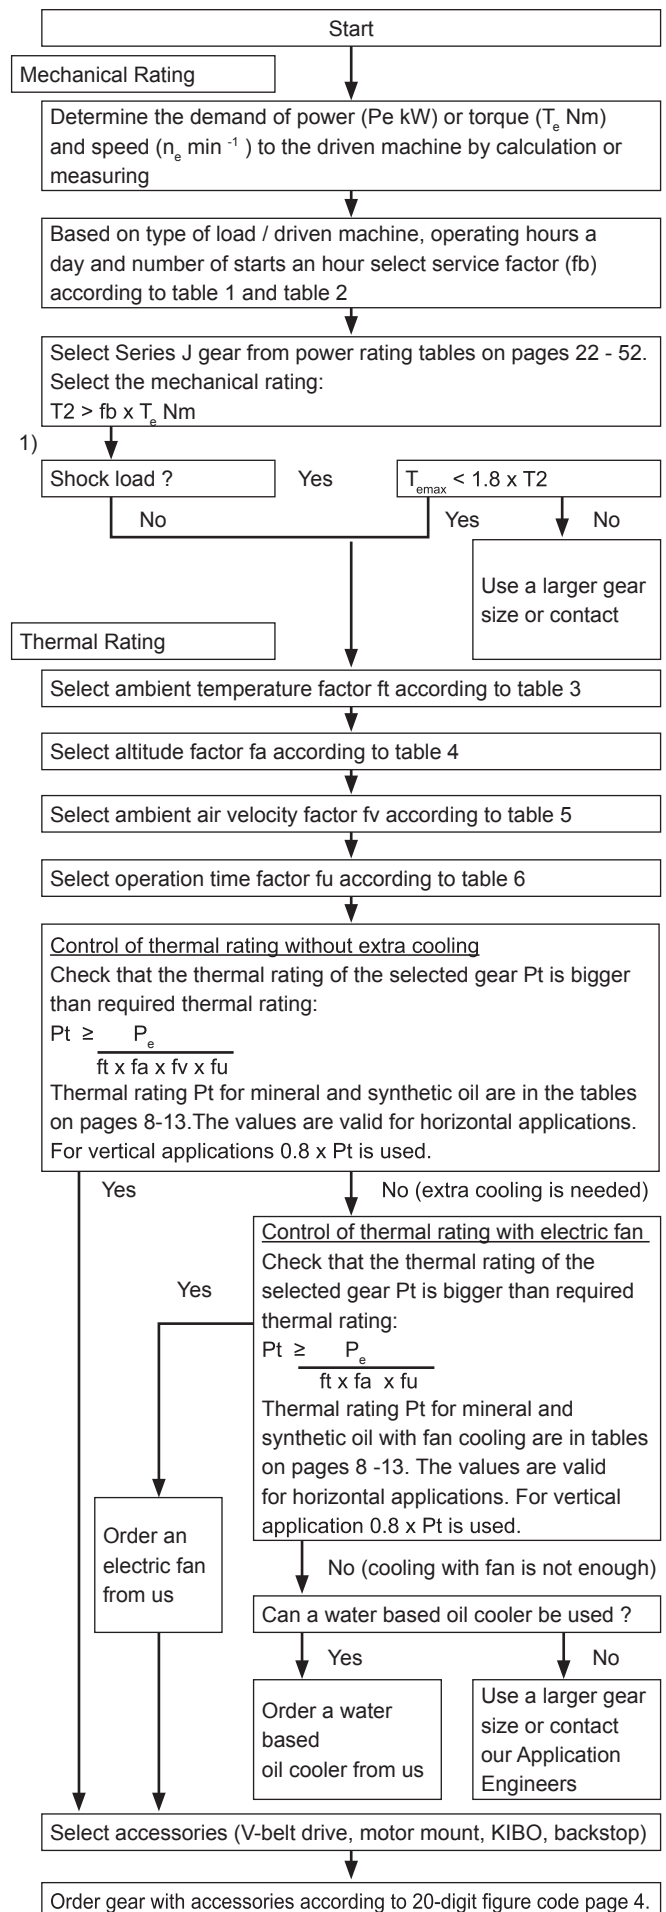 Start
Mechanical Rating
Determine the demand of power (Pe kW) or torque (Te Nm)
and speed (ne min -1 ) to the driven machine by calculation or
measuring
Based on type of load / driven machine, operating hours a
day and number of starts an hour select service factor (fb)
according to table 1 and table 2
Select Series J gear from power rating tables on pages 22 - 52.
Select the mechanical rating:
T2 > fb x Te Nm
1)
Shock load ?
Yes
Temax < 1.8 x T2
No
Yes
No
Use a larger gear
size or contact
Thermal Rating
Select ambient temperature factor ft according to table 3
Select altitude factor fa according to table 4
Select ambient air velocity factor fv according to table 5
Select operation time factor fu according to table 6
Control of thermal rating without extra cooling
Check that the thermal rating of the selected gear Pt is bigger
than required thermal rating:
Pt ≥ Pe
ft x fa x fv x fu
Thermal rating Pt for mineral and synthetic oil are in the tables
on pages 8-13.The values are valid for horizontal applications.
For vertical applications 0.8 x Pt is used.
Yes
No (extra cooling is needed)
Control of thermal rating with electric fan
Check that the thermal rating of the
selected gear Pt is bigger than required
thermal rating:
Pt ≥ Pe
ft x fa x fu
Thermal rating Pt for mineral and
synthetic oil with fan cooling are in tables
on pages 8 -13. The values are valid
for horizontal applications. For vertical
application 0.8 x Pt is used.
Yes
Order an
electric fan
from us
No (cooling with fan is not enough)
Can a water based oil cooler be used ?
Yes
No
Order a water
based
oil cooler from us
Use a larger gear
size or contact
our Application
Engineers
Select accessories (V-belt drive, motor mount, KIBO, backstop)
Order gear with accessories according to 20-digit figure code page 4.